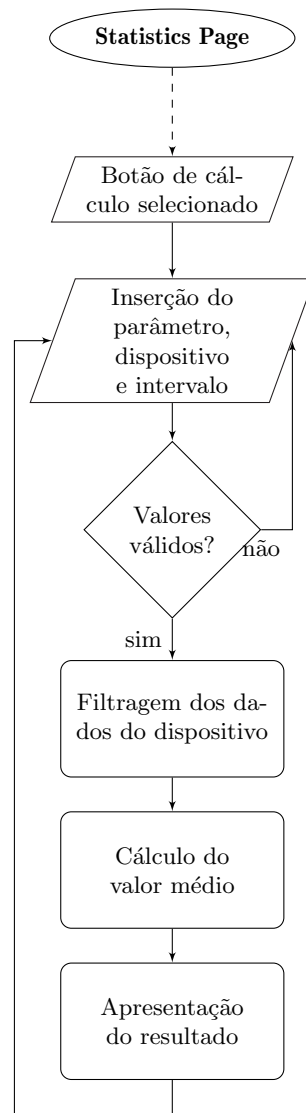 Statistics Page
Botão de cál-
culo selecionado
Inserção do
parâmetro,
dispositivo
e intervalo
Valores
válidos?
não
sim
Filtragem dos da-
dos do dispositivo
Cálculo do
valor médio
Apresentação
do resultado